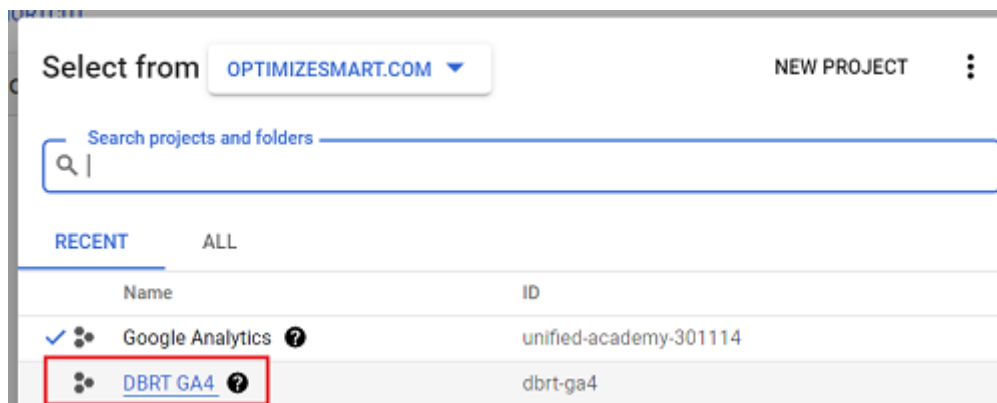 Select from OPTIMIZESMART.COM NEW PROJECT
Search projects and folders
RECENT ALL
Name ID
Google Analytics unified-academy-301114
DBRT GA4 dbrt-ga4